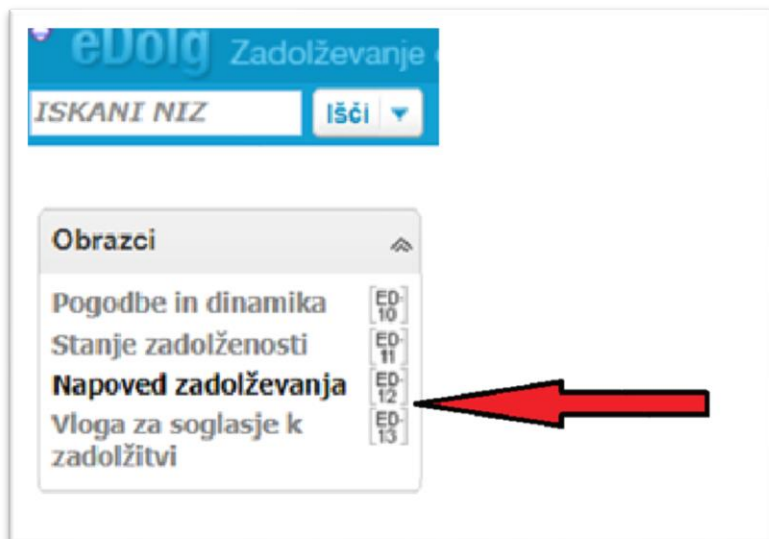 eDolg Zadolževanje
ISKANI NIZ Išči
Obrazci
Pogodbe in dinamika [ED-10]
Stanje zadolženosti [ED-11]
Napoved zadolževanja [ED-12]
Vloga za soglasje k [ED-13]
zadolžitvi